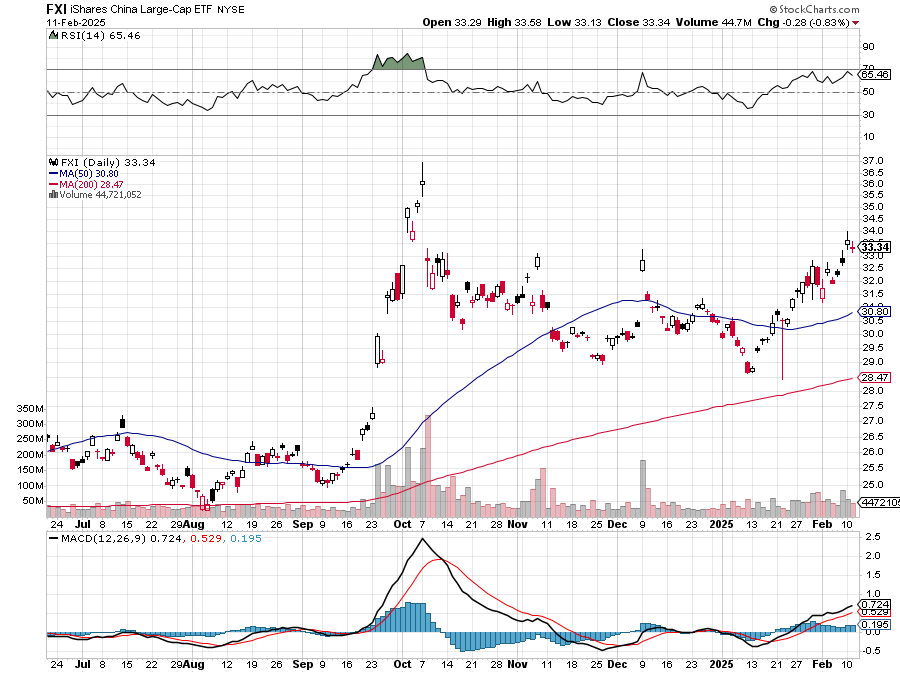 FXI iShares China Large-Cap ETF NYSE © StockCharts.com
11-Feb-2025 Open 33.29 High 33.58 Low 33.13 Close 33.34 Volume 44.7M Chg -0.28 (-0.83%)
RSI(14) 65.46
90
70
65.46
50
30
10
FXI (Daily) 33.34
MA(50) 30.80
MA(200) 28.47
Volume 44,721,052
37.0
36.5
36.0
35.5
35.0
34.5
34.0
33.5
33.34
33.0
32.5
32.0
31.5
31.0
30.80
30.5
30.0
29.5
29.0
28.47
28.0
27.5
27.0
26.5
26.0
25.5
25.0
350M
300M
250M
200M
150M
100M
50M
4472105
24 Jul 8 15 22 29 Aug 12 19 26 Sep 9 16 23 Oct 7 14 21 28 Nov 11 18 25 Dec 9 16 23 2025 13 21 27 Feb 10
MACD(12,26,9) 0.724, 0.529, 0.195
2.5
2.0
1.5
1.0
0.724
0.529
0.195
0.0
-0.5
24 Jul 8 15 22 29 Aug 12 19 26 Sep 9 16 23 Oct 7 14 21 28 Nov 11 18 25 Dec 9 16 23 2025 13 21 27 Feb 10